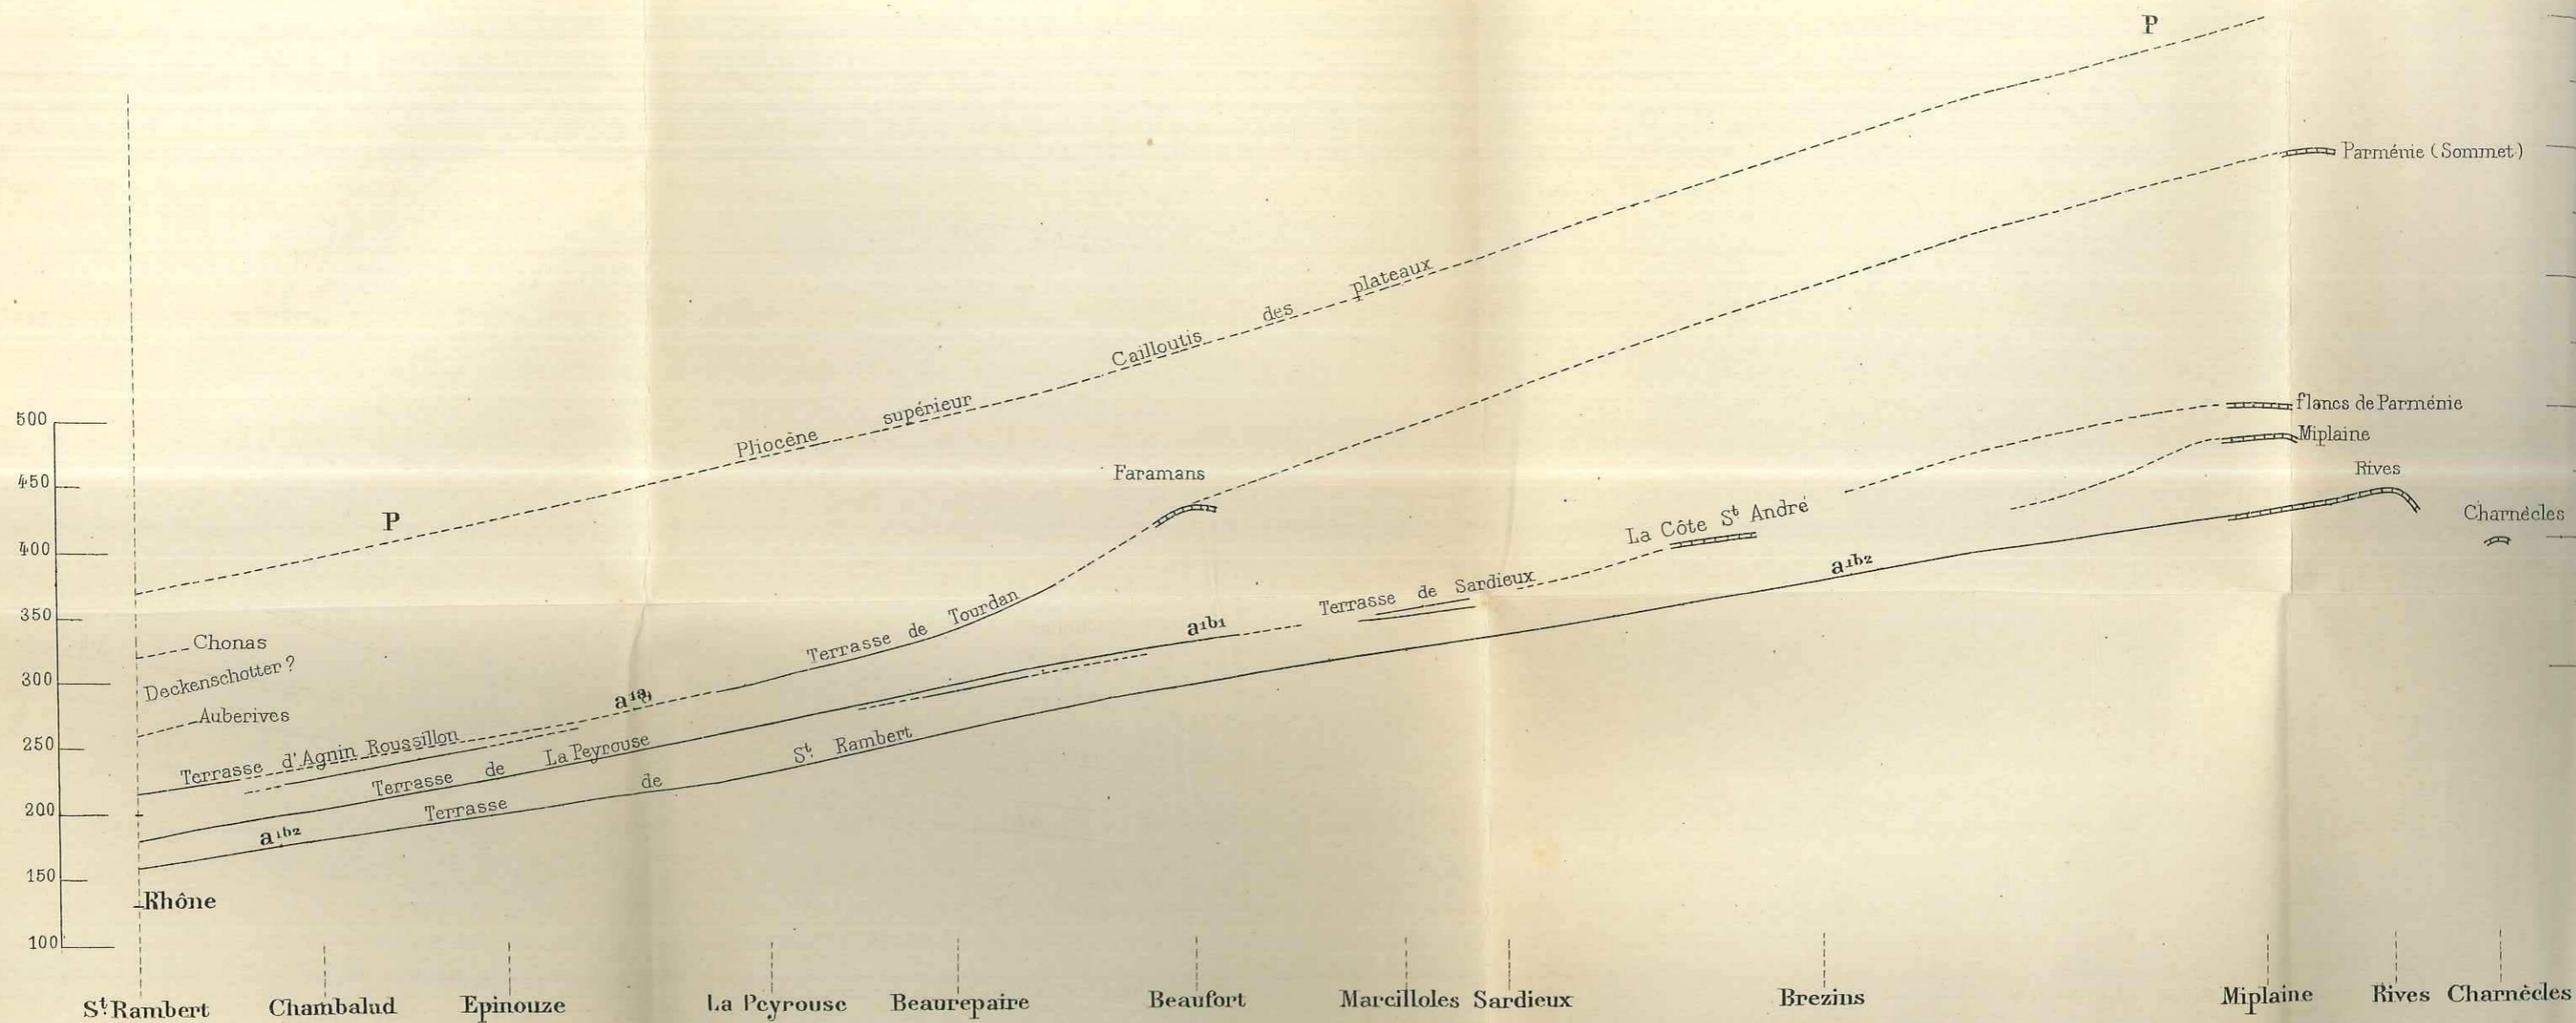 P
Parménie (Sommet)
Pliocène supérieur Cailloutis des plateaux
500
450
400
350
300
250
200
150
100
P
Faramans
flancs de Parménie
Miplaine
Rives
Charnècles
La Côte St André
Terrasse de Sardieux
a1b2
a1b1
Terrasse de Tourdan
Chonas
Deckenschotter ?
Auberives
Terrasse d'Agnin Roussillon
Terrasse de La Peyrouse
Terrasse de St. Rambert
a1b2
Rhône
St. Rambert Chambalud Epinouze La Peyrouse Beaurepaire Beaufort Marcilloles Sardieux Brezins Miplaine Rives Charnècles